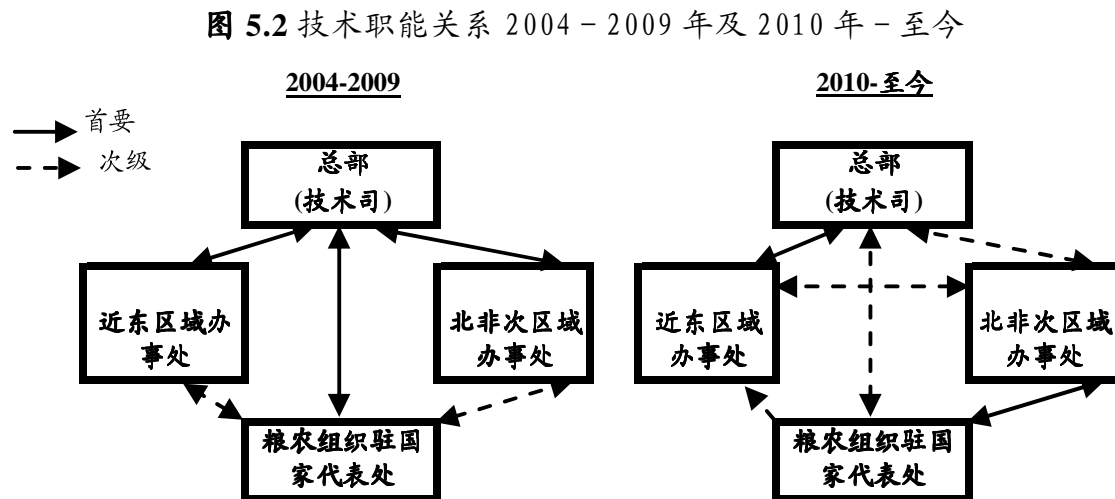 图 5.2 技术职能关系 2004－2009 年及 2010 年－至今
2004-2009
2010-至今
首要
次级
总部
(技术司)
近东区域办
事处
北非次区域
办事处
粮农组织驻国
家代表处
总部
(技术司)
近东区域
办事处
北非次区域
办事处
粮农组织驻国
家代表处